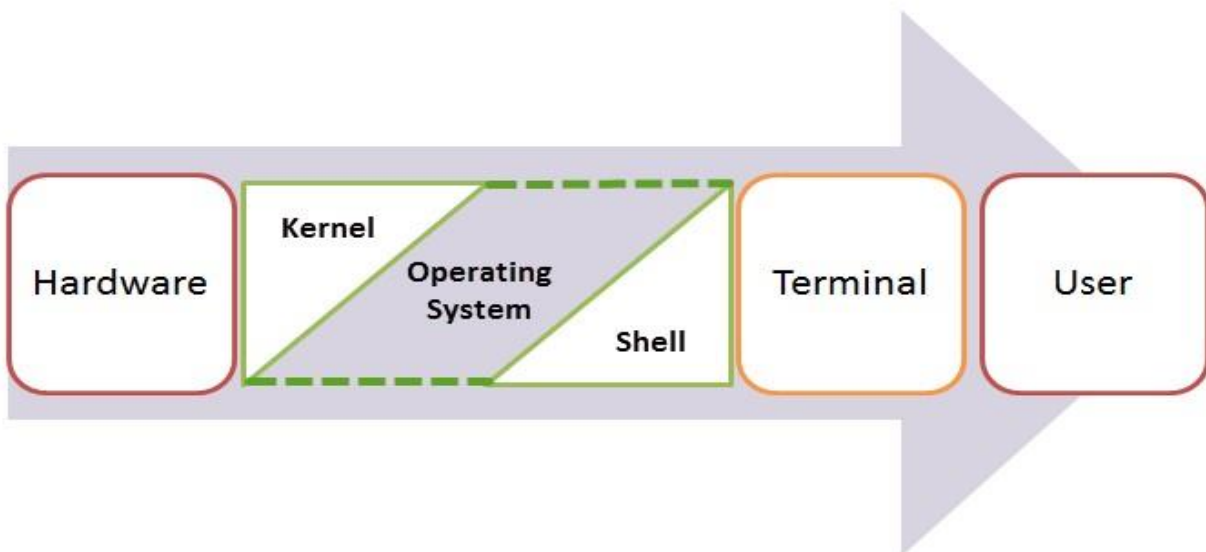 Hardware
Kernel
Operating
System
Shell
Terminal
User